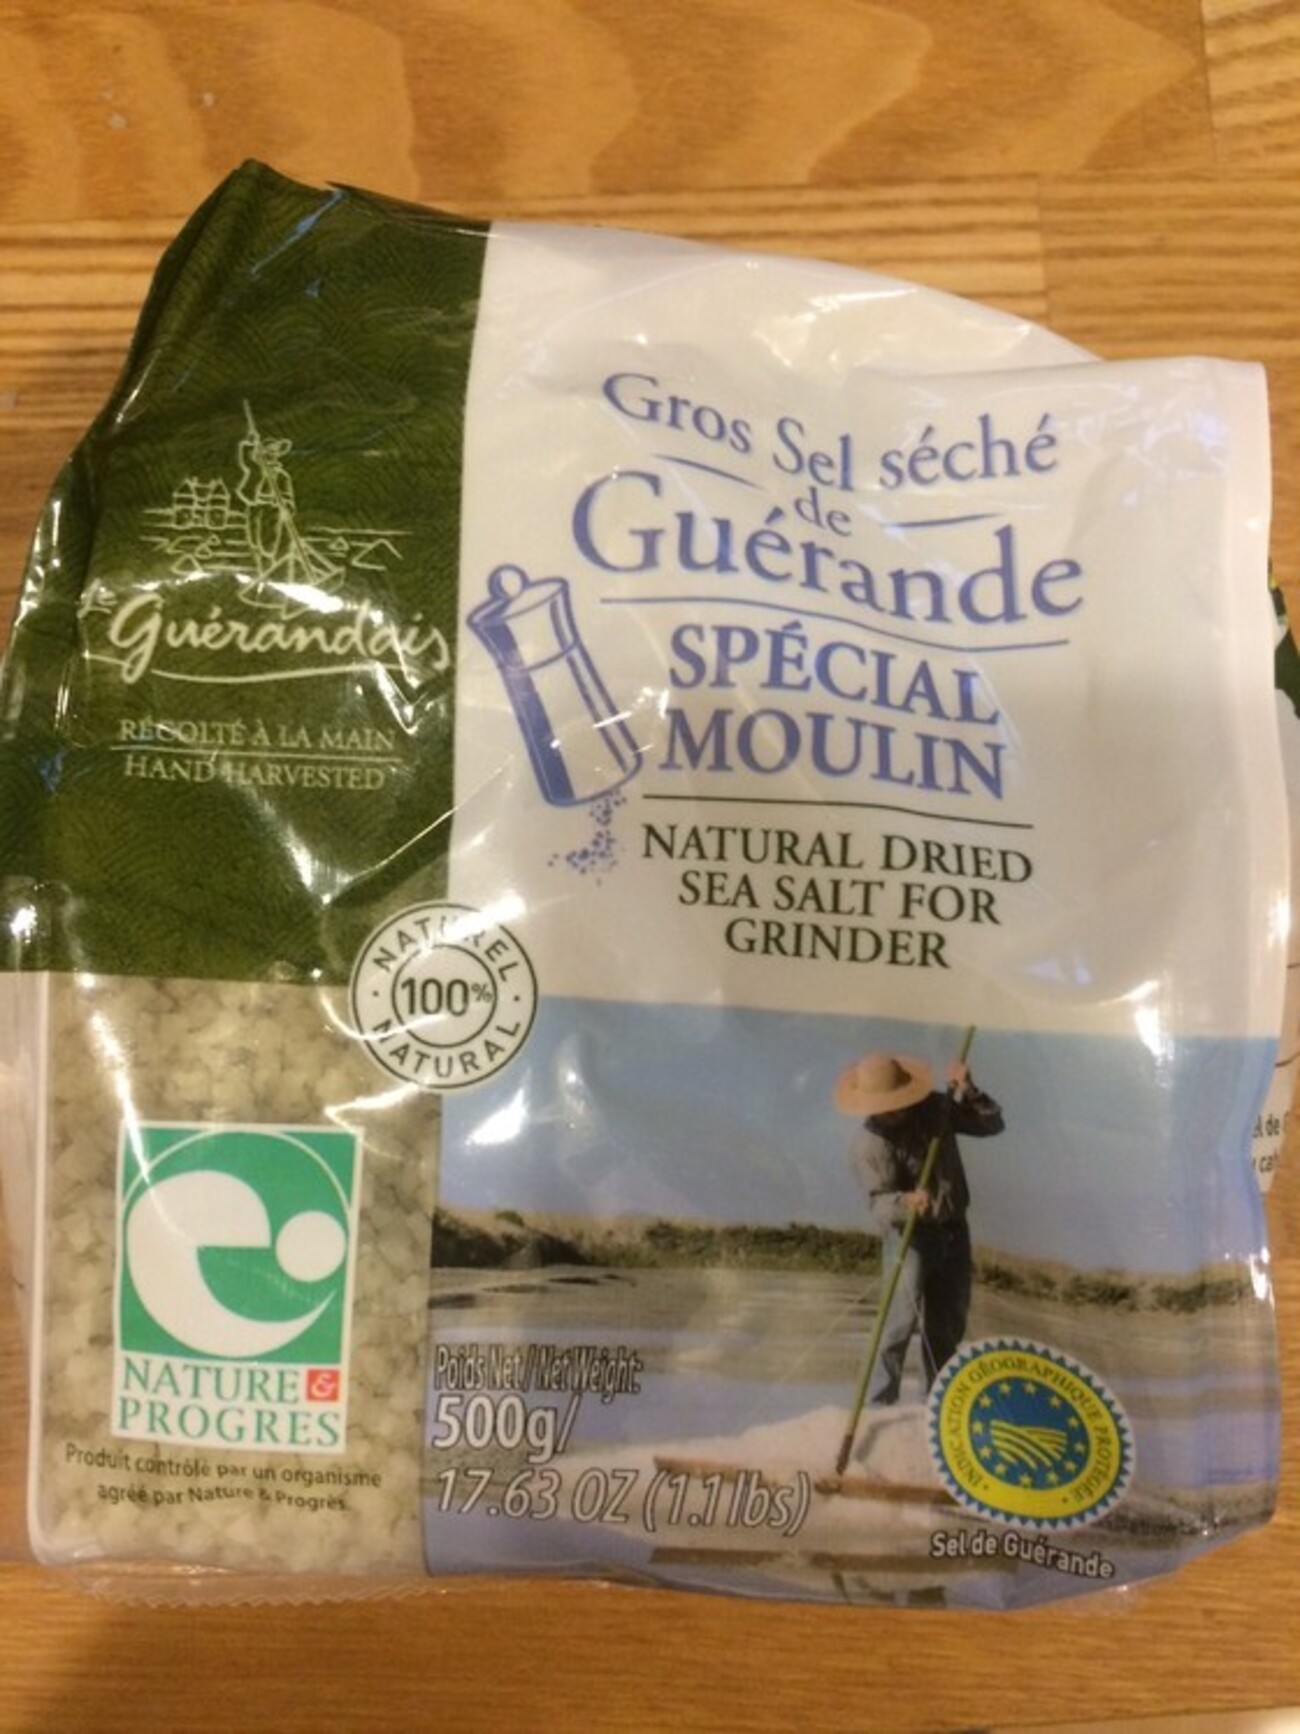 Gros Sel séché
de
Guérande
SPÉCIAL
MOULIN
NATURAL DRIED
SEA SALT FOR
GRINDER
Le
Guérandais
RÉCOLTÉ À LA MAIN
HAND HARVESTED
NATUREL
100%
NATURAL
NATURE &
PROGRES
Produit contrôlé par un organisme
agréé par Nature & Progrès.
Poids Net / Net Weight:
500g/
17.63 OZ (1.1 lbs)
INDICATION GÉOGRAPHIQUE PROTÉGÉE
Sel de Guérande